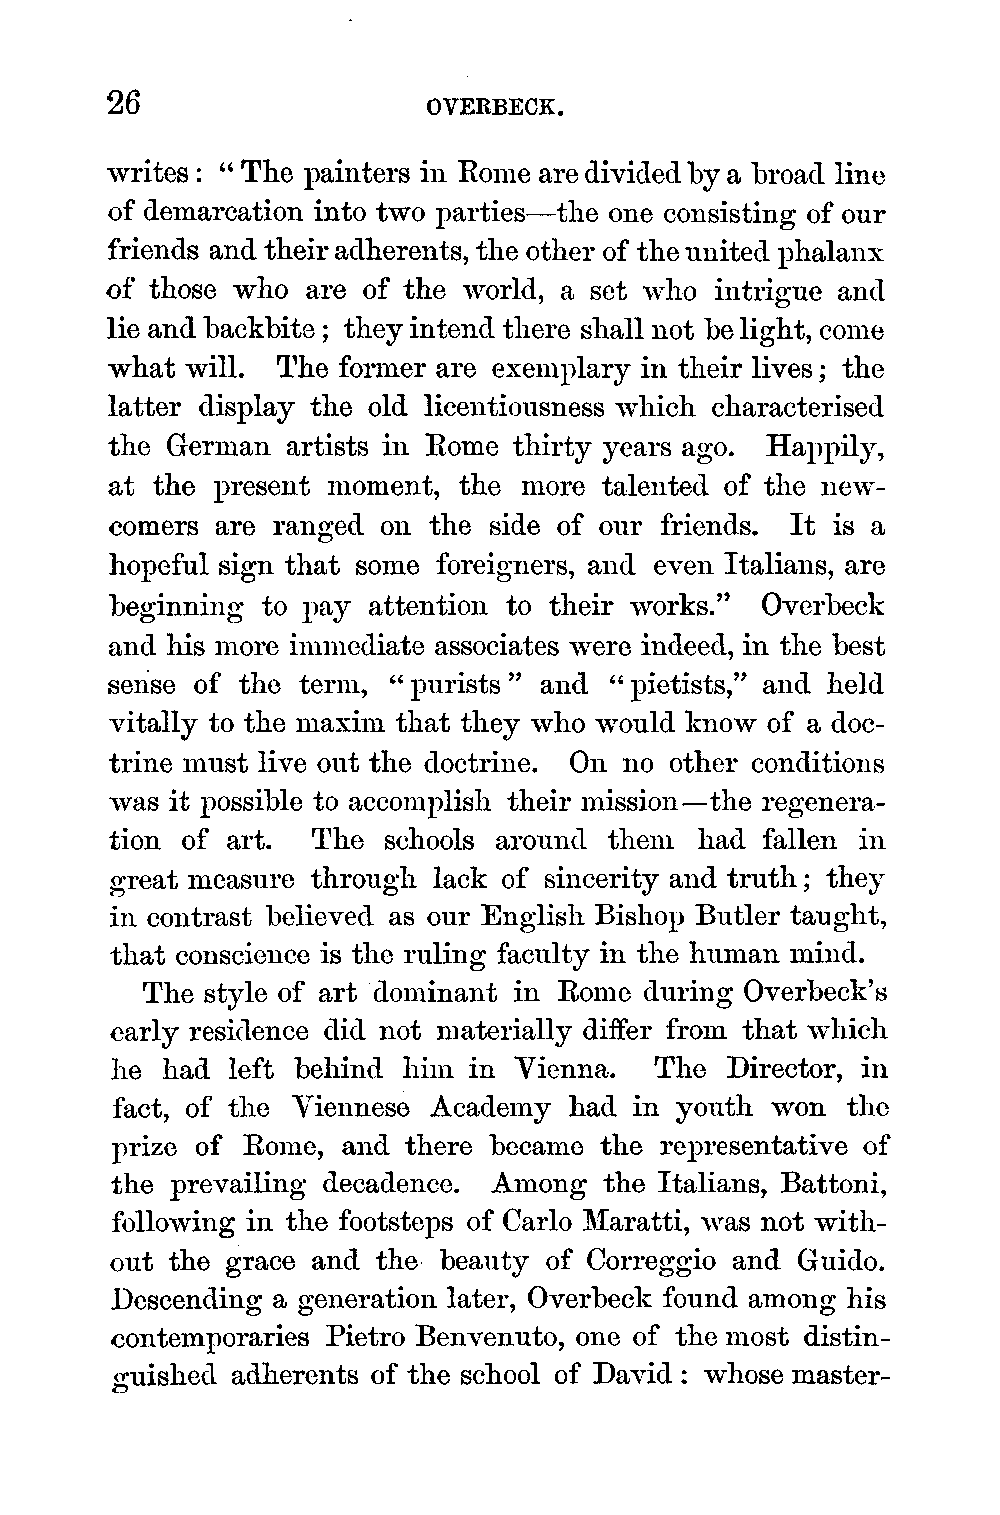 26 OVERBECK.
writes : “ The painters in Rome are divided by a broad line
of demarcation into two parties—the one consisting of our
friends and their adherents, the other of the united phalanx
of those who are of the world, a set who intrigue and
lie and backbite ; they intend there shall not be light, come
what will. The former are exemplary in their lives ; the
latter display the old licentiousness which characterised
the German artists in Rome thirty years ago. Happily,
at the present moment, the more talented of the new-
comers are ranged on the side of our friends. It is a
hopeful sign that some foreigners, and even Italians, are
beginning to pay attention to their works.” Overbeck
and his more immediate associates were indeed, in the best
sense of the term, “ purists ” and “ pietists,” and held
vitally to the maxim that they who would know of a doc-
trine must live out the doctrine. On no other conditions
was it possible to accomplish their mission—the regenera-
tion of art. The schools around them had fallen in
great measure through lack of sincerity and truth ; they
in contrast believed as our English Bishop Butler taught,
that conscience is the ruling faculty in the human mind.
The style of art dominant in Rome during Overbeck’s
early residence did not materially differ from that which
he had left behind him in Vienna. The Director, in
fact, of the Viennese Academy had in youth won the
prize of Rome, and there became the representative of
the prevailing decadence. Among the Italians, Battoni,
following in the footsteps of Carlo Maratti, was not with-
out the grace and the beauty of Correggio and Guido.
Descending a generation later, Overbeck found among his
contemporaries Pietro Benvenuto, one of the most distin-
guished adherents of the school of David : whose master-